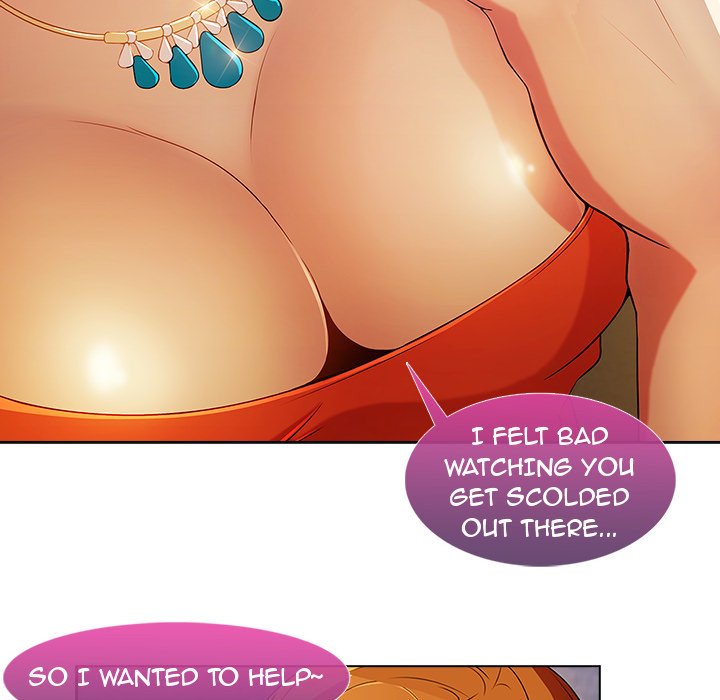 I FELT BAD
WATCHING YOU
GET SCOLDED
OUT THERE...
SO I WANTED TO HELP~